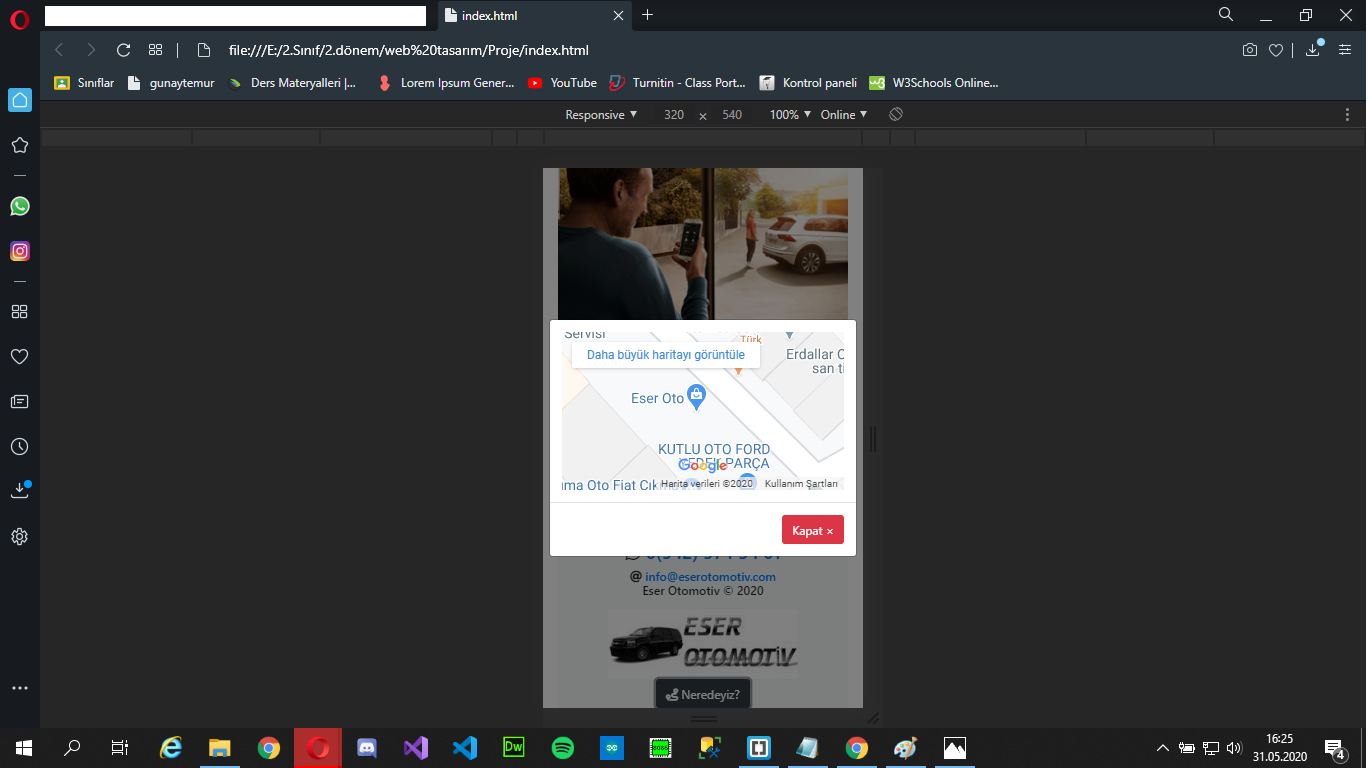 index.html
file:///E:/2.Sınıf/2.dönem/web%20tasarım/Proje/index.html
Sınıflar
gunaytemur
Ders Materyalleri |...
Lorem Ipsum Gener...
YouTube
Turnitin - Class Port...
Kontrol paneli
W3Schools Online...
Responsive ▼ 320 × 540 100% ▼ Online ▼
Servisi
Türk
Daha büyük haritayı görüntüle
Erdallar O
san ti
Eser Oto
KUTLU OTO FORD
YEDEK PARÇA
Google
ıma Oto Fiat Çıkma
Harita verileri ©2020 Kullanım Şartları
Kapat ×
info@eserotomotiv.com
Eser Otomotiv © 2020
ESER
OTOMOTİV
Neredeyiz?
Dw
16:25
31.05.2020
4